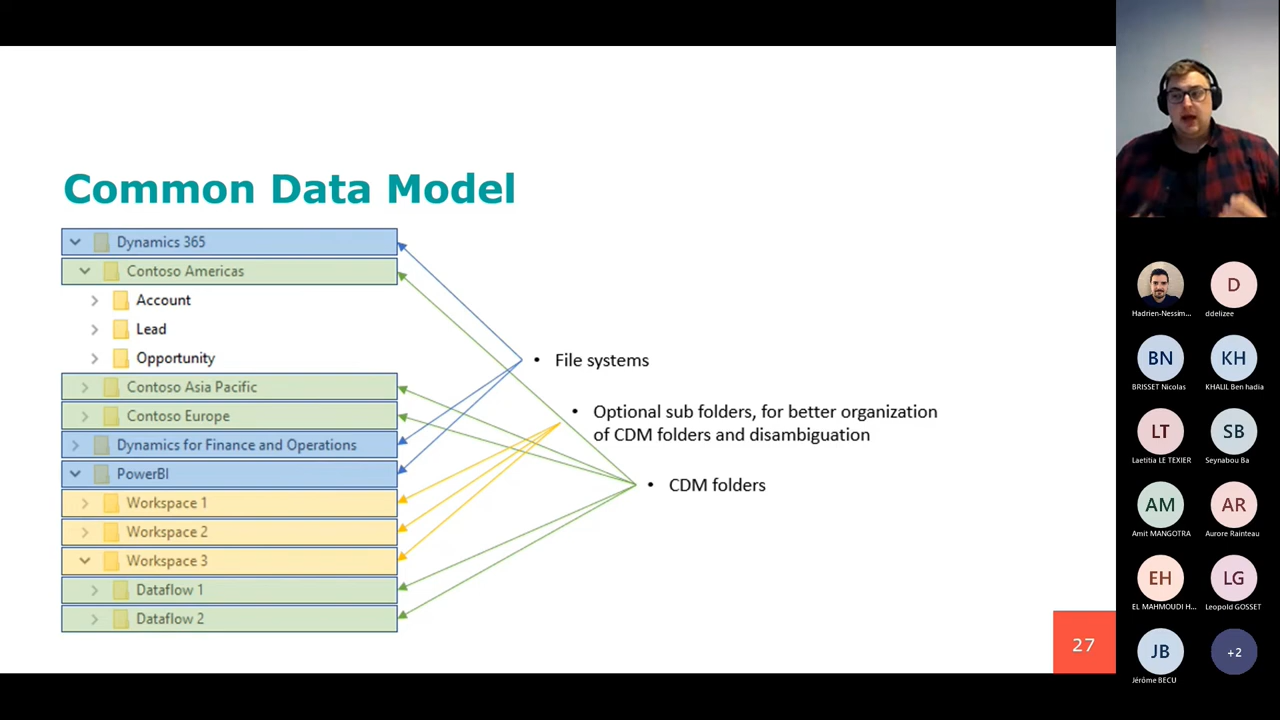 Common Data Model
Dynamics 365
Contoso Americas
Account
Lead
Opportunity
Contoso Asia Pacific
Contoso Europe
Dynamics for Finance and Operations
PowerBI
Workspace 1
Workspace 2
Workspace 3
Dataflow 1
Dataflow 2
• File systems
• Optional sub folders, for better organization
of CDM folders and disambiguation
• CDM folders
27
Hadrien-Nessim...
D
ddelizee
BN
BRISSET Nicolas
KH
KHALIL Ben hadia
LT
Laetitia LE TEXIER
SB
Seynabou Ba
AM
Amit MANGOTRA
AR
Aurore Rainteau
EH
EL MAHMOUDI H...
LG
Leopold GOSSET
JB
Jérôme BECU
+2